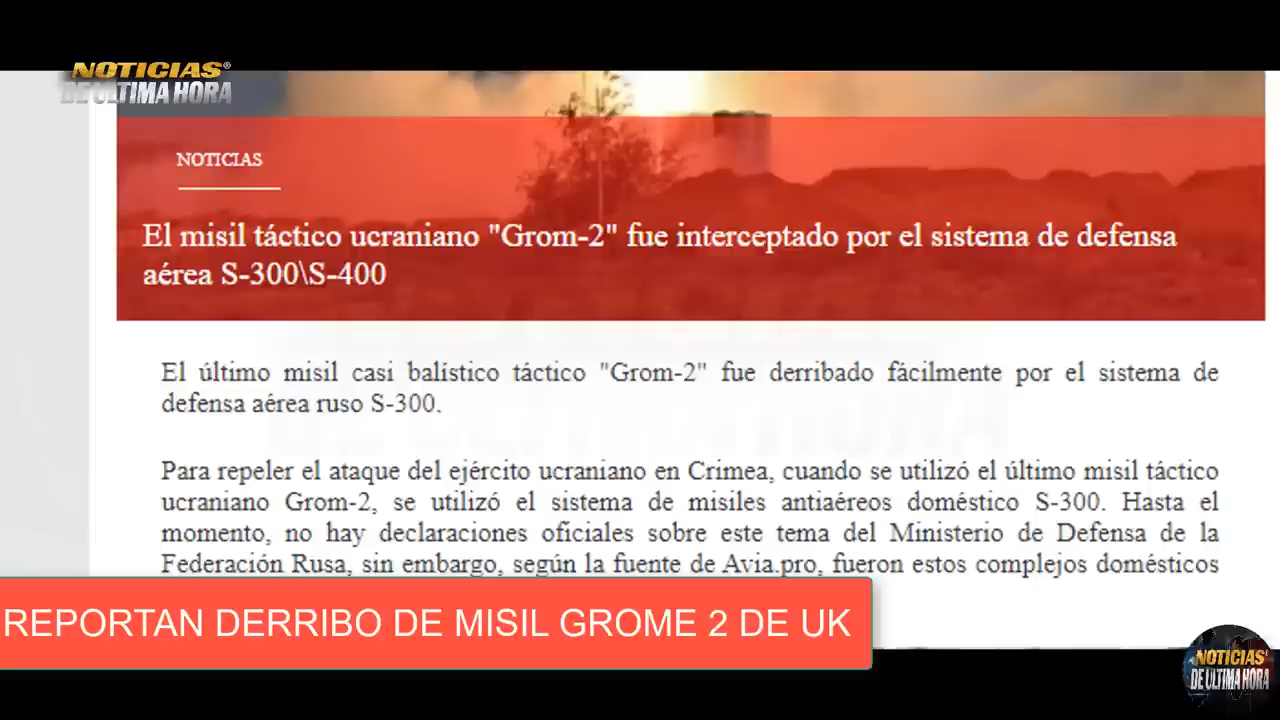 NOTICIAS®
DE ÚLTIMA HORA
NOTICIAS
El misil táctico ucraniano "Grom-2" fue interceptado por el sistema de defensa
aérea S-300\S-400
El último misil casi balístico táctico "Grom-2" fue derribado fácilmente por el sistema de
defensa aérea ruso S-300.
Para repeler el ataque del ejército ucraniano en Crimea, cuando se utilizó el último misil táctico
ucraniano Grom-2, se utilizó el sistema de misiles antiaéreos doméstico S-300. Hasta el
momento, no hay declaraciones oficiales sobre este tema del Ministerio de Defensa de la
Federación Rusa, sin embargo, según la fuente de Avia.pro, fueron estos complejos domésticos
REPORTAN DERRIBO DE MISIL GROME 2 DE UK
NOTICIAS
DE ÚLTIMA HORA